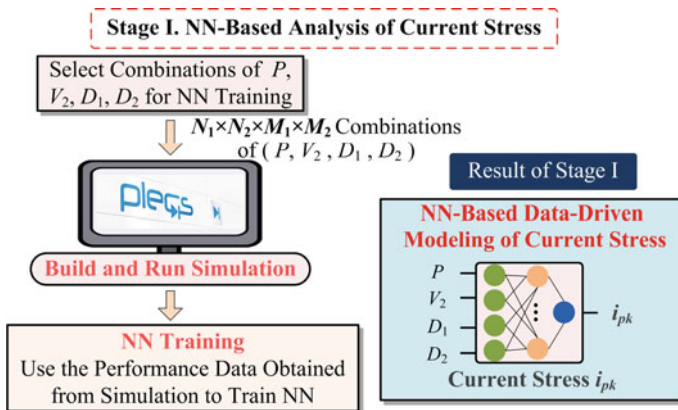 Stage I. NN-Based Analysis of Current Stress
Select Combinations of P,
V2, D1, D2 for NN Training
N1×N2×M1×M2 Combinations
of ( P, V2 , D1 , D2 )
plecs
Build and Run Simulation
NN Training
Use the Performance Data Obtained
from Simulation to Train NN
Result of Stage I
NN-Based Data-Driven
Modeling of Current Stress
P
V2
D1
D2
ipk
Current Stress ipk